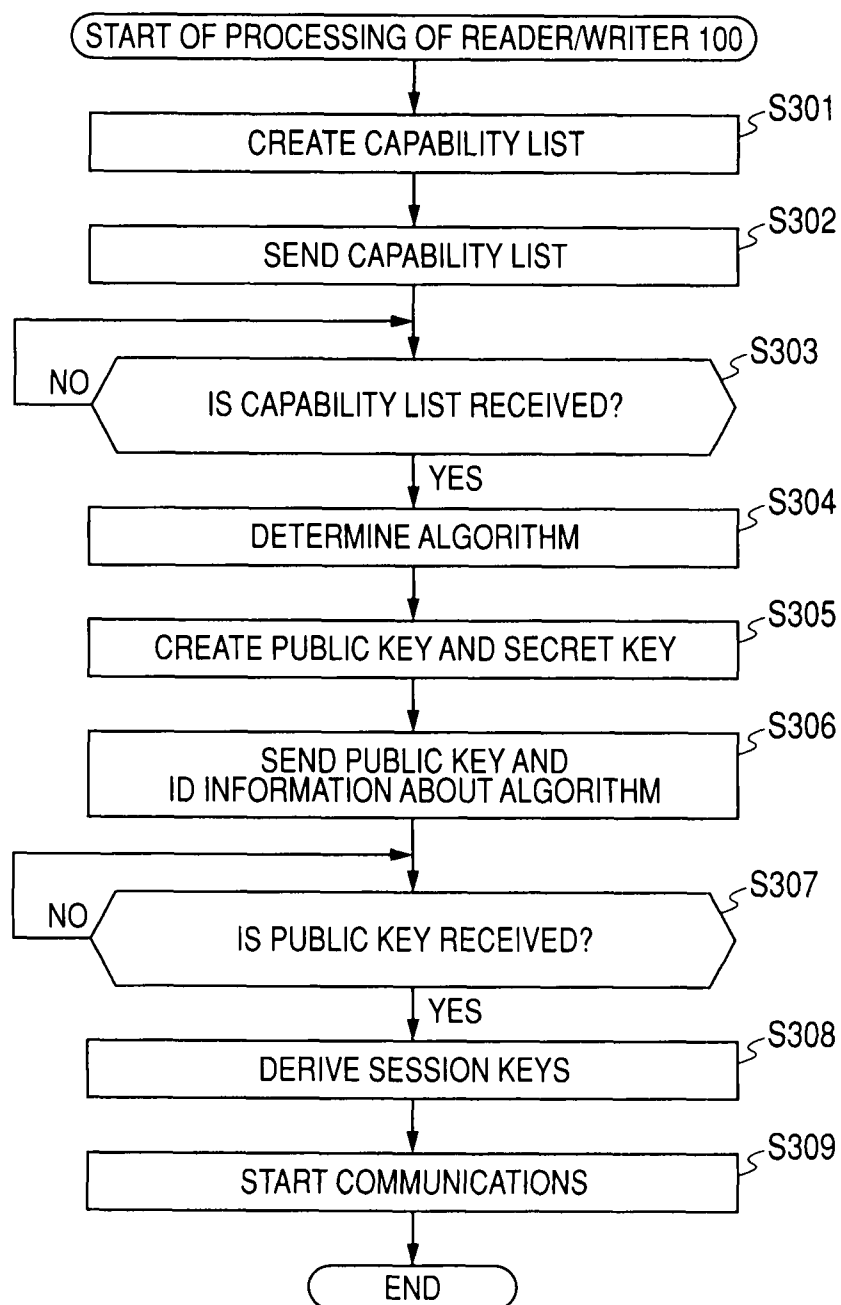 START OF PROCESSING OF READER/WRITER 100
S301
CREATE CAPABILITY LIST
S302
SEND CAPABILITY LIST
S303
NO
IS CAPABILITY LIST RECEIVED?
YES
S304
DETERMINE ALGORITHM
S305
CREATE PUBLIC KEY AND SECRET KEY
S306
SEND PUBLIC KEY AND
ID INFORMATION ABOUT ALGORITHM
S307
NO
IS PUBLIC KEY RECEIVED?
YES
S308
DERIVE SESSION KEYS
S309
START COMMUNICATIONS
END